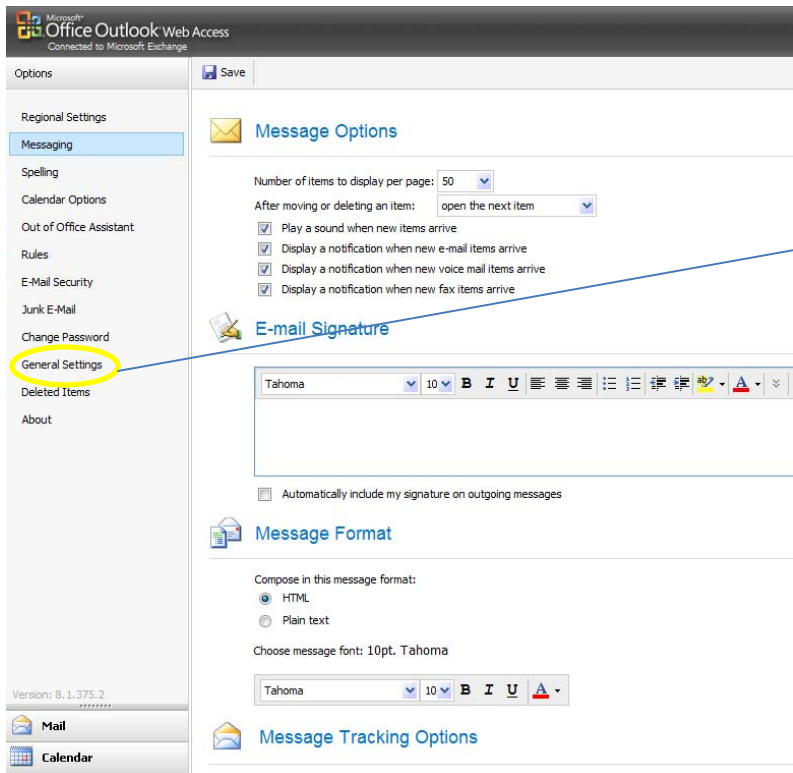 Microsoft®
Office Outlook® Web Access
Connected to Microsoft Exchange
Options
Save
Regional Settings
Messaging
Spelling
Calendar Options
Out of Office Assistant
Rules
E-Mail Security
Junk E-Mail
Change Password
General Settings
Deleted Items
About
Version: 8.1.375.2
Mail
Calendar
Message Options
Number of items to display per page: 50
After moving or deleting an item: open the next item
Play a sound when new items arrive
Display a notification when new e-mail items arrive
Display a notification when new voice mail items arrive
Display a notification when new fax items arrive
E-mail Signature
Tahoma 10 B I U ab A
Automatically include my signature on outgoing messages
Message Format
Compose in this message format:
HTML
Plain text
Choose message font: 10pt. Tahoma
Tahoma 10 B I U A
Message Tracking Options